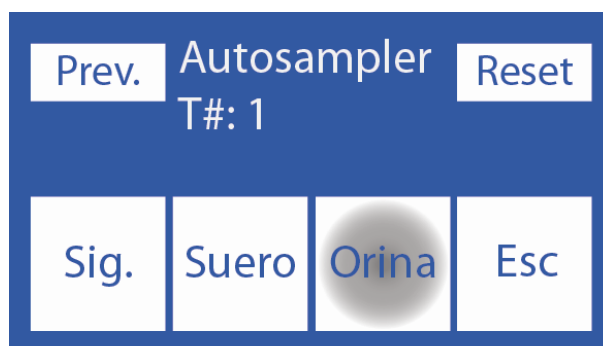 Prev.
Autosampler
Reset
T#: 1
Sig.
Suero
Orina
Esc